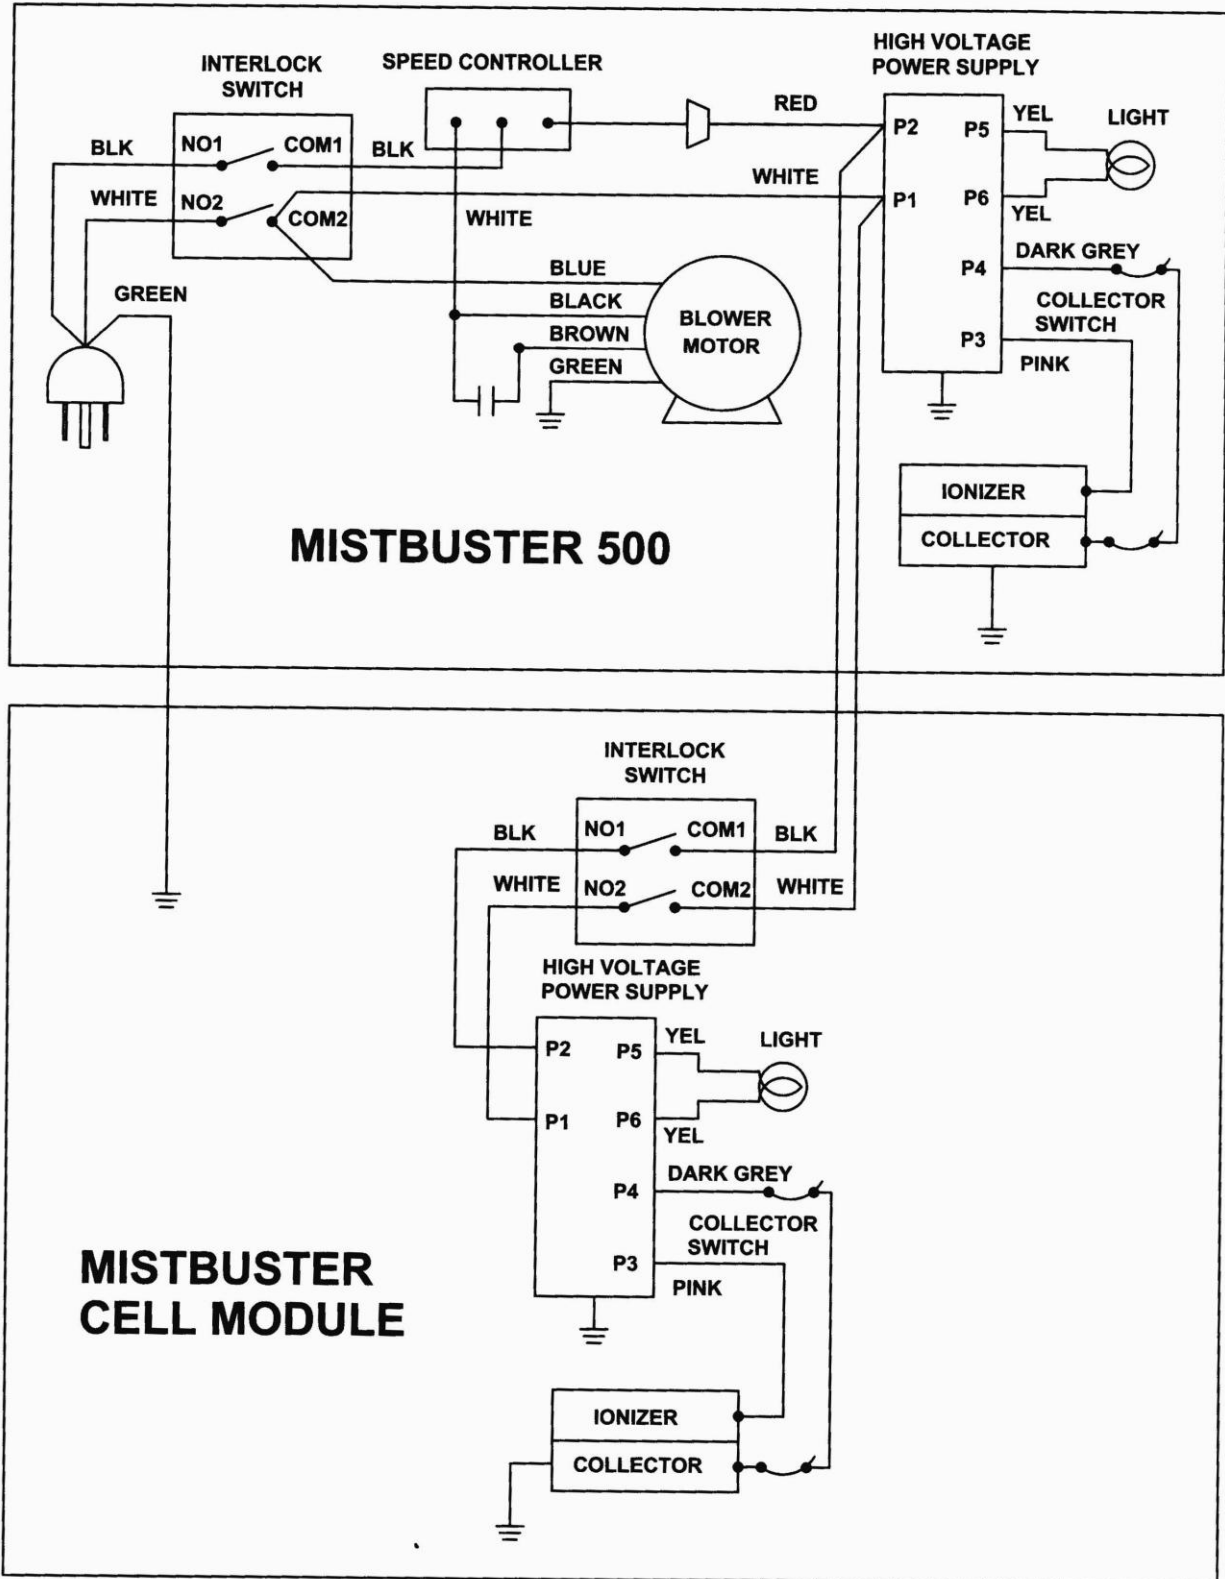 INTERLOCK
SWITCH
SPEED CONTROLLER
HIGH VOLTAGE
POWER SUPPLY
BLK
NO1
COM1
BLK
RED
P2
P5
YEL
LIGHT
WHITE
NO2
COM2
WHITE
WHITE
P1
P6
YEL
GREEN
BLUE
BLACK
BROWN
GREEN
BLOWER
MOTOR
P4
DARK GREY
COLLECTOR
SWITCH
P3
PINK
IONIZER
COLLECTOR
MISTBUSTER 500
INTERLOCK
SWITCH
BLK
NO1
COM1
BLK
WHITE
NO2
COM2
WHITE
HIGH VOLTAGE
POWER SUPPLY
P2
P5
YEL
LIGHT
P1
P6
YEL
P4
DARK GREY
COLLECTOR
SWITCH
P3
PINK
MISTBUSTER
CELL MODULE
IONIZER
COLLECTOR